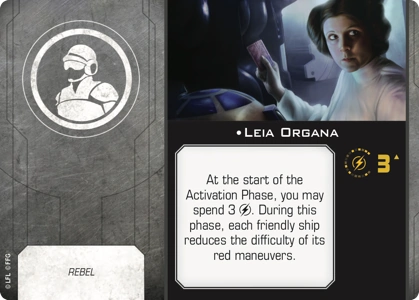 • LEIA ORGANA
3
At the start of the
Activation Phase, you may
spend 3 . During this
phase, each friendly ship
reduces the difficulty of its
red maneuvers.
REBEL
© LFL © FFG